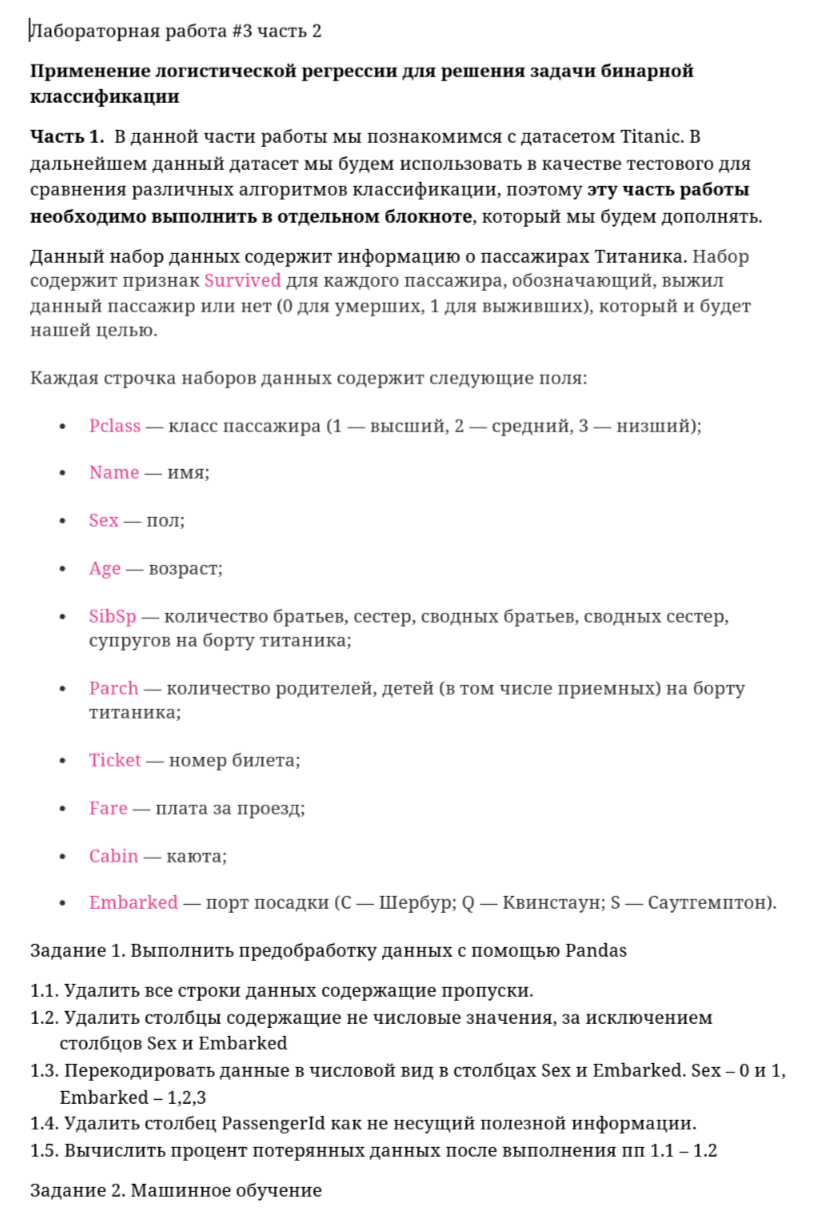 Лабораторная работа #3 часть 2
Применение логистической регрессии для решения задачи бинарной
классификации
Часть 1. В данной части работы мы познакомимся с датасетом Titanic. В
дальнейшем данный датасет мы будем использовать в качестве тестового для
сравнения различных алгоритмов классификации, поэтому эту часть работы
необходимо выполнить в отдельном блокноте, который мы будем дополнять.
Данный набор данных содержит информацию о пассажирах Титаника. Набор
содержит признак Survived для каждого пассажира, обозначающий, выжил
данный пассажир или нет (0 для умерших, 1 для выживших), который и будет
нашей целью.
Каждая строчка наборов данных содержит следующие поля:
• Pclass — класс пассажира (1 — высший, 2 — средний, 3 — низший);
• Name — имя;
• Sex — пол;
• Age — возраст;
• SibSp — количество братьев, сестер, сводных братьев, сводных сестер,
супругов на борту титаника;
• Parch — количество родителей, детей (в том числе приемных) на борту
титаника;
• Ticket — номер билета;
• Fare — плата за проезд;
• Cabin — каюта;
• Embarked — порт посадки (C — Шербур; Q — Квинстаун; S — Саутгемптон).
Задание 1. Выполнить предобработку данных с помощью Pandas
1.1. Удалить все строки данных содержащие пропуски.
1.2. Удалить столбцы содержащие не числовые значения, за исключением
столбцов Sex и Embarked
1.3. Перекодировать данные в числовой вид в столбцах Sex и Embarked. Sex – 0 и 1,
Embarked – 1,2,3
1.4. Удалить столбец PassengerId как не несущий полезной информации.
1.5. Вычислить процент потерянных данных после выполнения пп 1.1 – 1.2
Задание 2. Машинное обучение